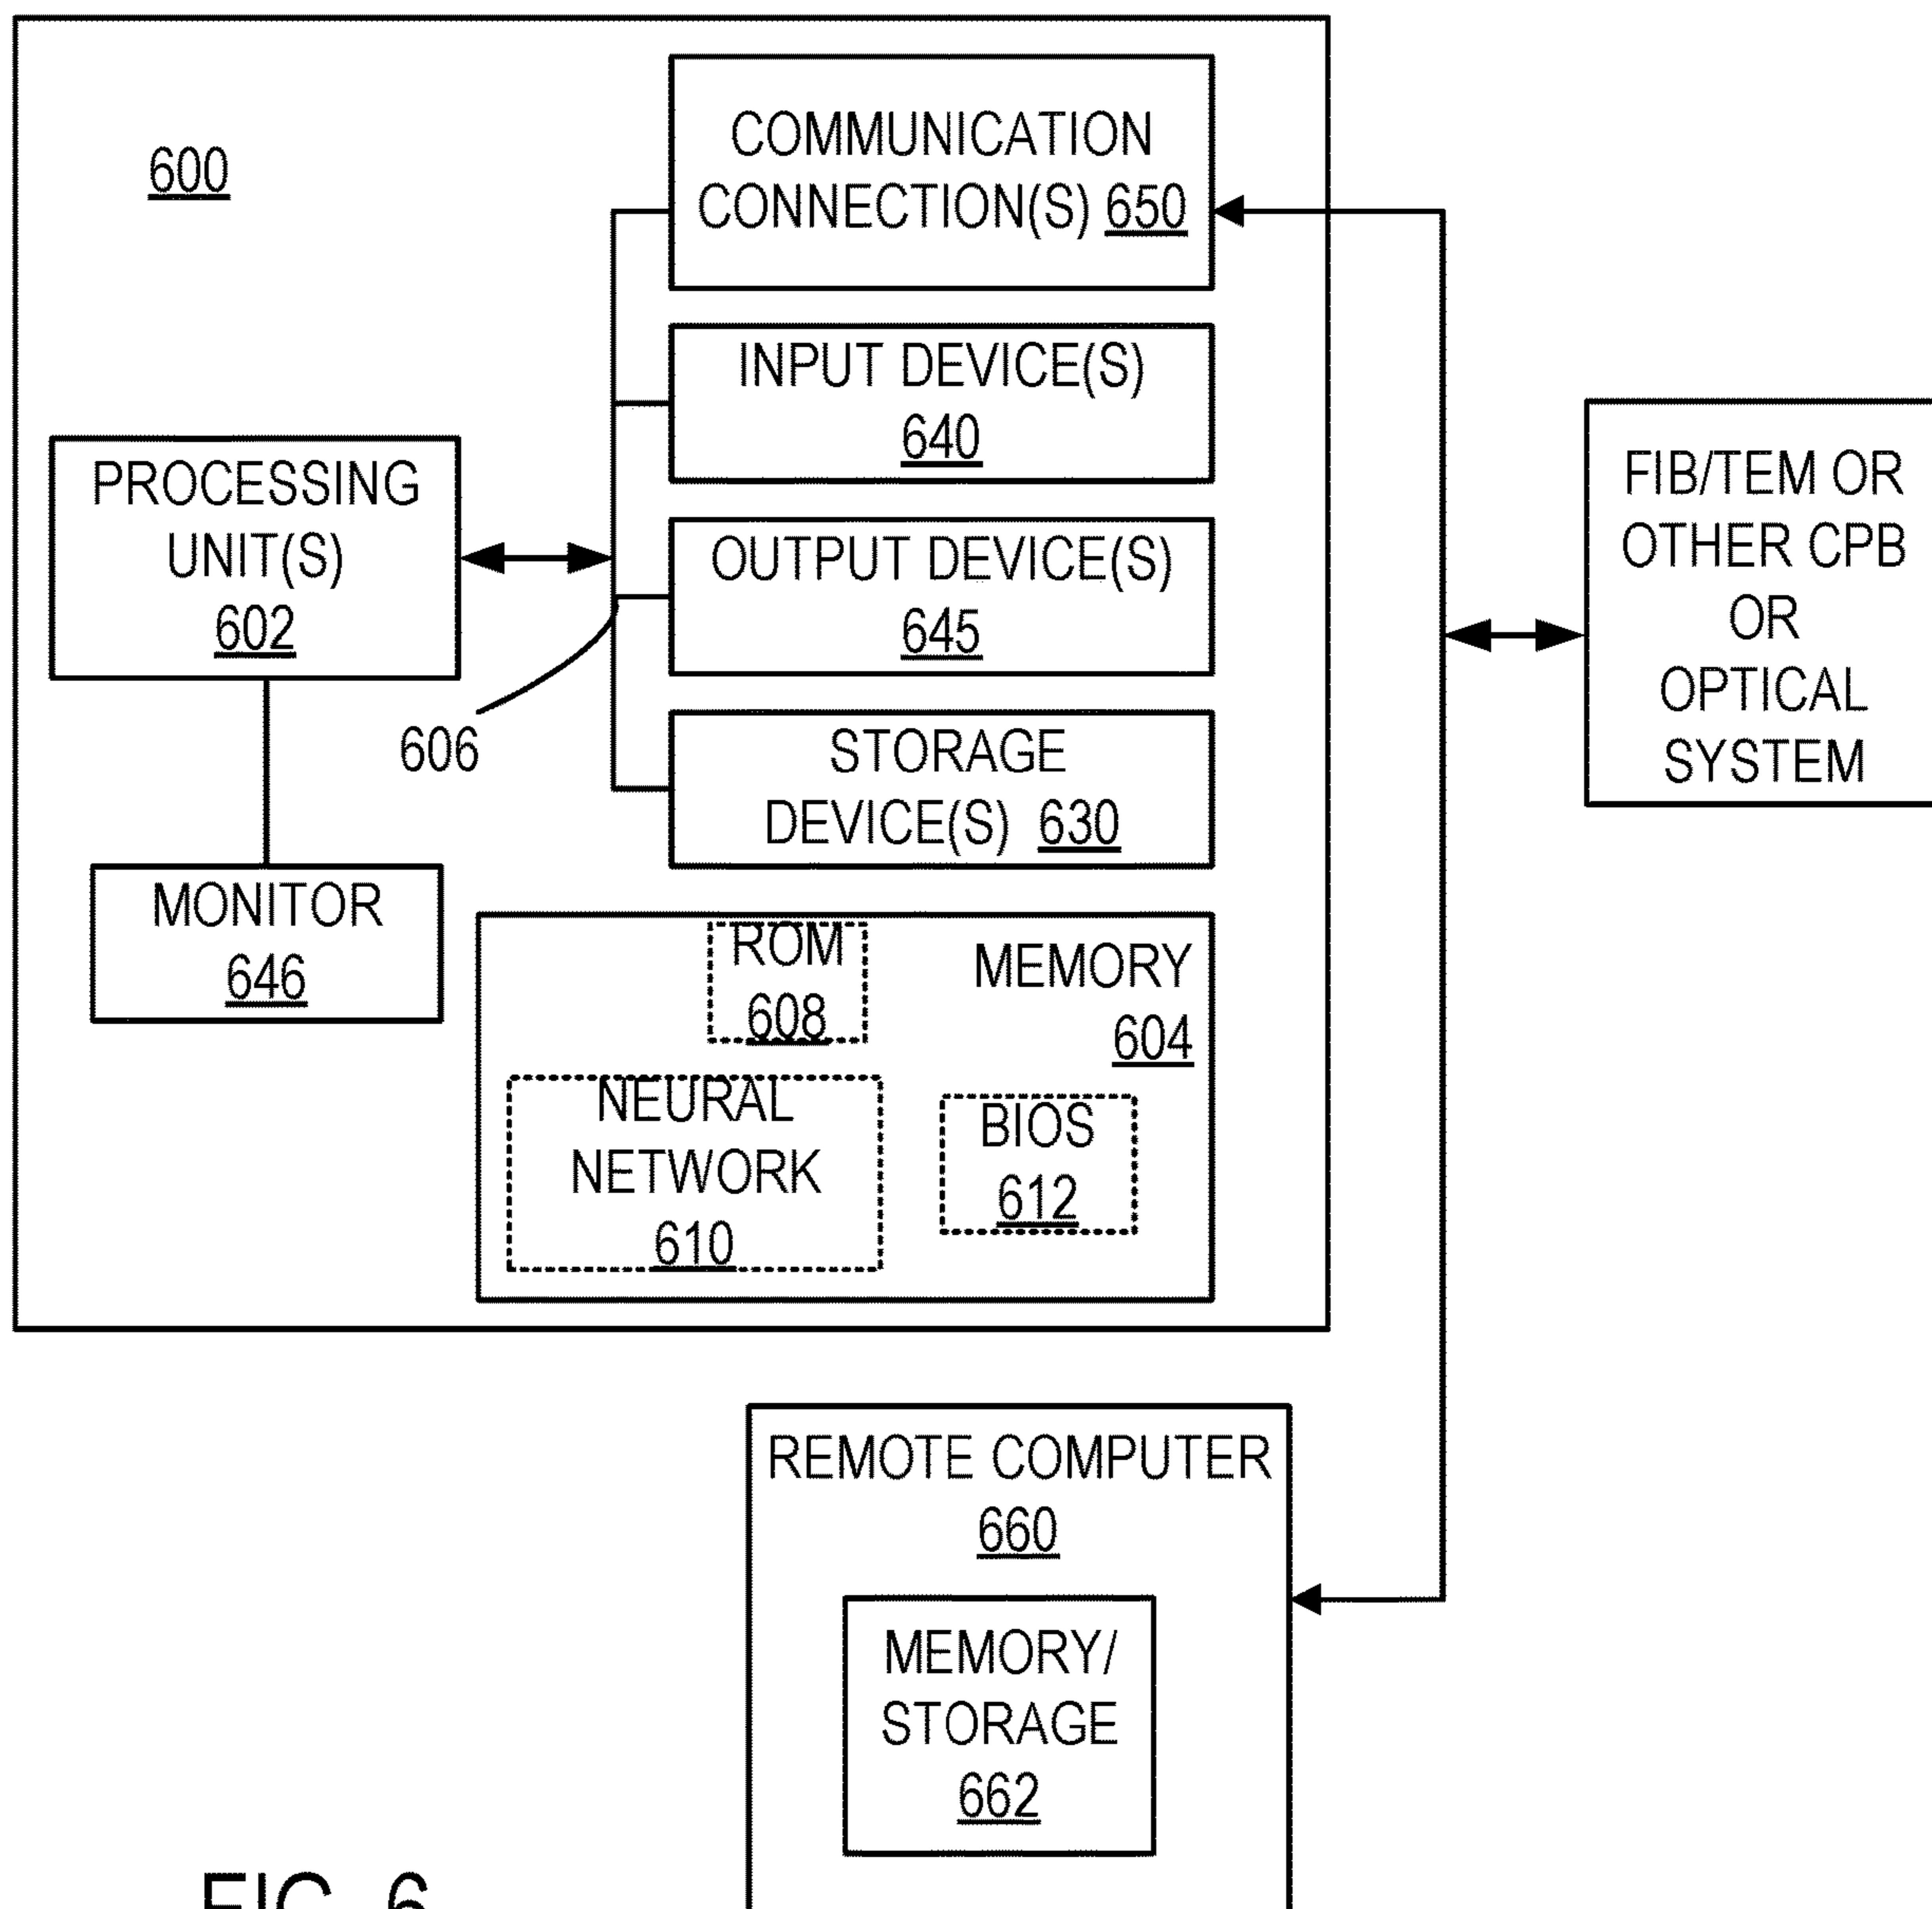 600
COMMUNICATION
CONNECTION(S) 650
INPUT DEVICE(S)
640
PROCESSING
UNIT(S)
602
OUTPUT DEVICE(S)
645
606
STORAGE
DEVICE(S) 630
MONITOR
646
ROM
608
MEMORY
604
NEURAL
NETWORK
610
BIOS
612
FIB/TEM OR
OTHER CPB
OR
OPTICAL
SYSTEM
REMOTE COMPUTER
660
MEMORY/
STORAGE
662
FIG. 6